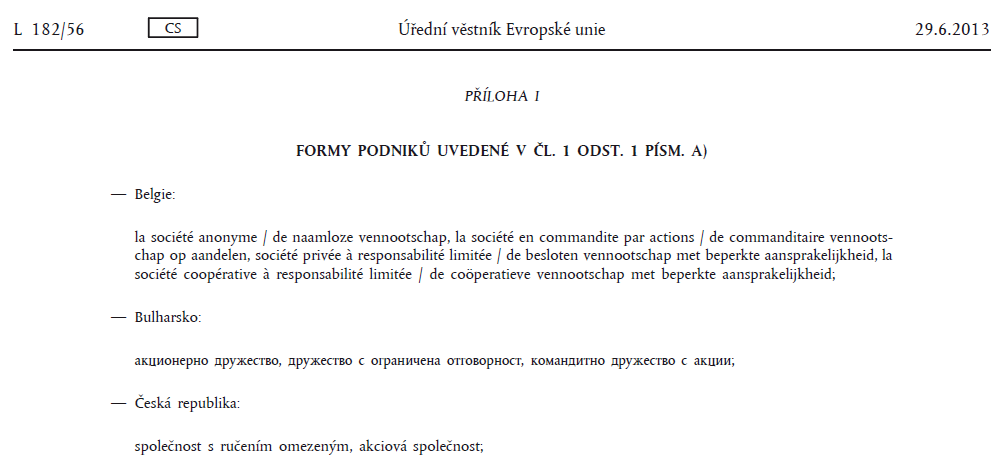 L 182/56 CS Úřední věstník Evropské unie 29.6.2013
PŘÍLOHA I
FORMY PODNIKŮ UVEDENÉ V ČL. 1 ODST. 1 PÍSM. A)
— Belgie:
la société anonyme / de naamloze vennootschap, la société en commandite par actions / de commanditaire vennoots-
chap op aandelen, société privée à responsabilité limitée / de besloten vennootschap met beperkte aansprakelijkheid, la
société coopérative à responsabilité limitée / de coöperatieve vennootschap met beperkte aansprakelijkheid;
— Bulharsko:
акционерно дружество, дружество с ограничена отговорност, командитно дружество с акции;
— Česká republika:
společnost s ručením omezeným, akciová společnost;